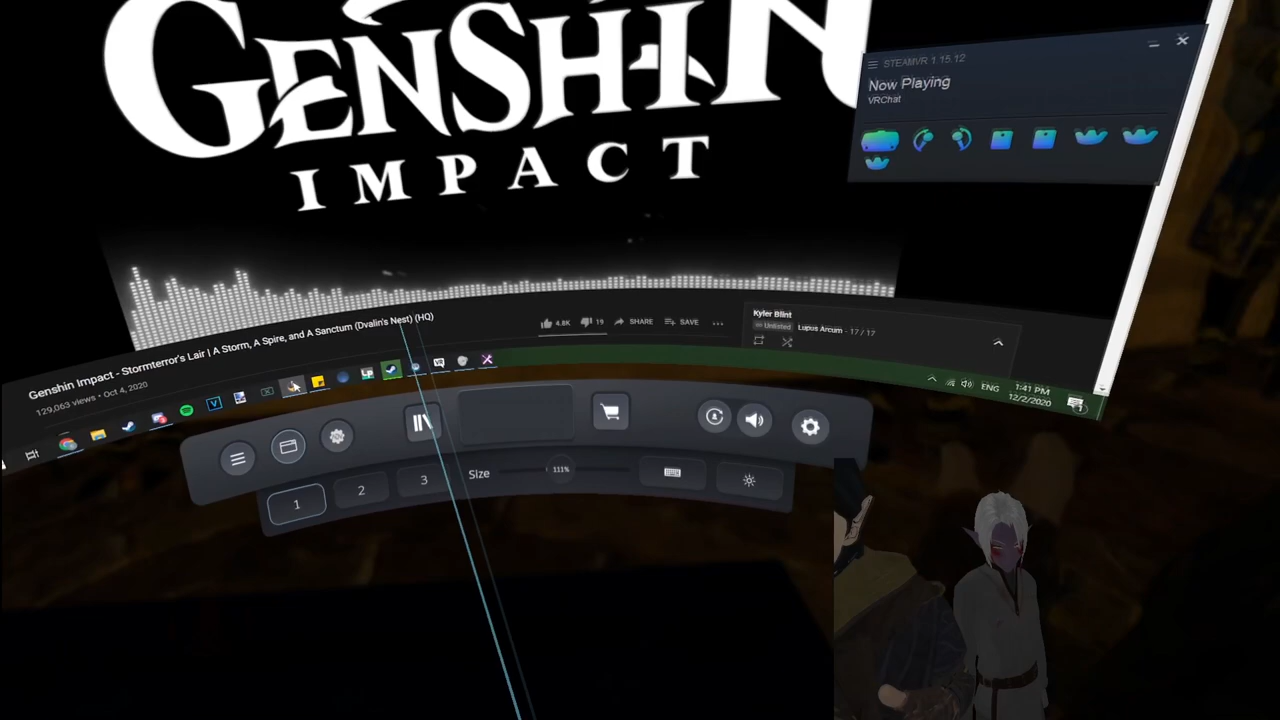 GENSHIN
IMPACT
STEAMVR 1.15.12
Now Playing
VRChat
Genshin Impact - Stormterror's Lair | A Storm, A Spire, and A Sanctum (Dvalin's Nest) (HQ)
129,063 views • Oct 4, 2020
4.8K
19
SHARE
SAVE
Kyler Blint
Unlisted
Lupus Arcum - 17 / 17
ENG
1:41 PM
12/2/2020
1
2
3
Size
111%